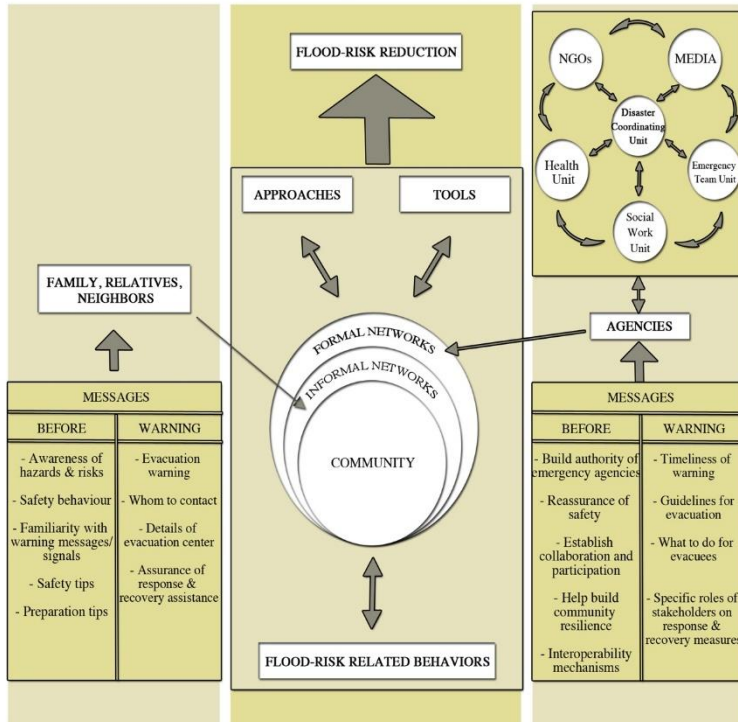 FLOOD-RISK REDUCTION
APPROACHES
TOOLS
FORMAL NETWORKS
INFORMAL NETWORKS
COMMUNITY
FLOOD-RISK RELATED BEHAVIORS
FAMILY, RELATIVES,
NEIGHBORS
MESSAGES
BEFORE
- Awareness of
hazards & risks
- Safety behaviour
- Familiarity with
warning messages/
signals
- Safety tips
- Preparation tips
WARNING
- Evacuation
warning
- Whom to contact
- Details of
evacuation center
- Assurance of
response &
recovery assistance
NGOs
MEDIA
Disaster
Coordinating
Unit
Health
Unit
Emergency
Team Unit
Social
Work
Unit
AGENCIES
MESSAGES
BEFORE
- Build authority of
emergency agencies
- Reassurance of
safety
- Establish
collaboration and
participation
- Help build
community
resilience
- Interoperability
mechanisms
WARNING
- Timeliness of
warning
- Guidelines for
evacuation
- What to do for
evacuees
- Specific roles of
stakeholders on
response &
recovery measures